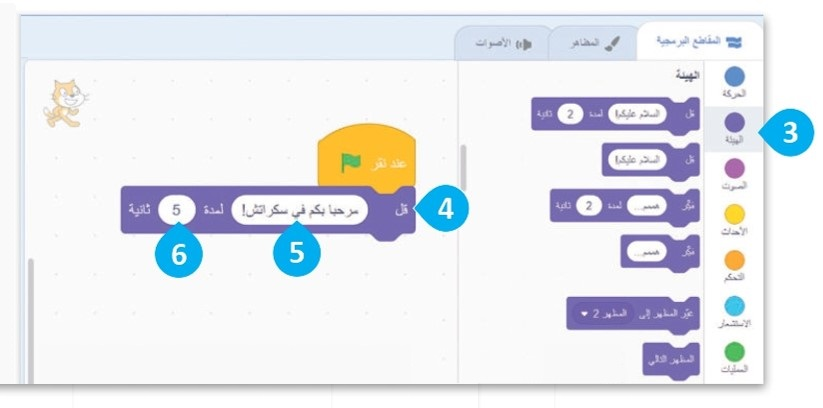 المقاطع البرمجية
المظاهر
الأصوات
الهيئة
الحركة
الهيئة
الصوت
الأحداث
التحكم
الاستشعار
العمليات
قل السلام عليكم! لمدة 2 ثانية
قل السلام عليكم!
فكّر همممم... لمدة 2 ثانية
فكّر همممم...
غيّر المظهر إلى المظهر 2
المظهر التالي
عند نقر
قل مرحبا بكم في سكراتش! لمدة 5 ثانية
3
4
5
6